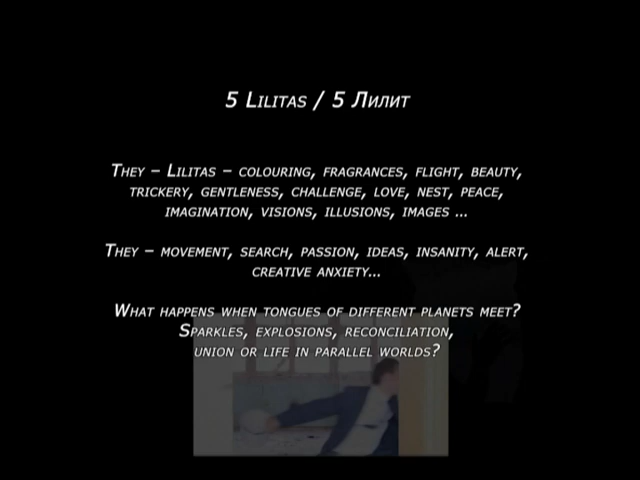 5 Lilitas / 5 Лилит
They – Lilitas – colouring, fragrances, flight, beauty,
trickery, gentleness, challenge, love, nest, peace,
imagination, visions, illusions, images ...
They – movement, search, passion, ideas, insanity, alert,
creative anxiety...
What happens when tongues of different planets meet?
Sparkles, explosions, reconciliation,
union or life in parallel worlds?